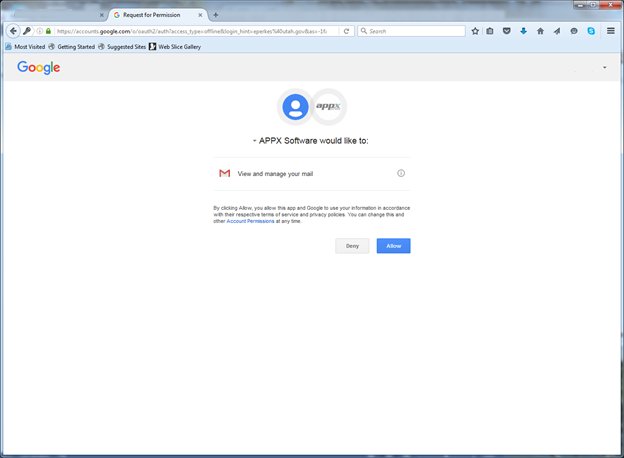 Request for Permission
https://accounts.google.com/o/oauth2/auth?access_type=offline&login_hint=eperkes%40utah.gov&as=-16
Search
Most Visited
Getting Started
Suggested Sites
Web Slice Gallery
Google
appx
- APPX Software would like to:
View and manage your mail
By clicking Allow, you allow this app and Google to use your information in accordance
with their respective terms of service and privacy policies. You can change this and
other Account Permissions at any time.
Deny
Allow